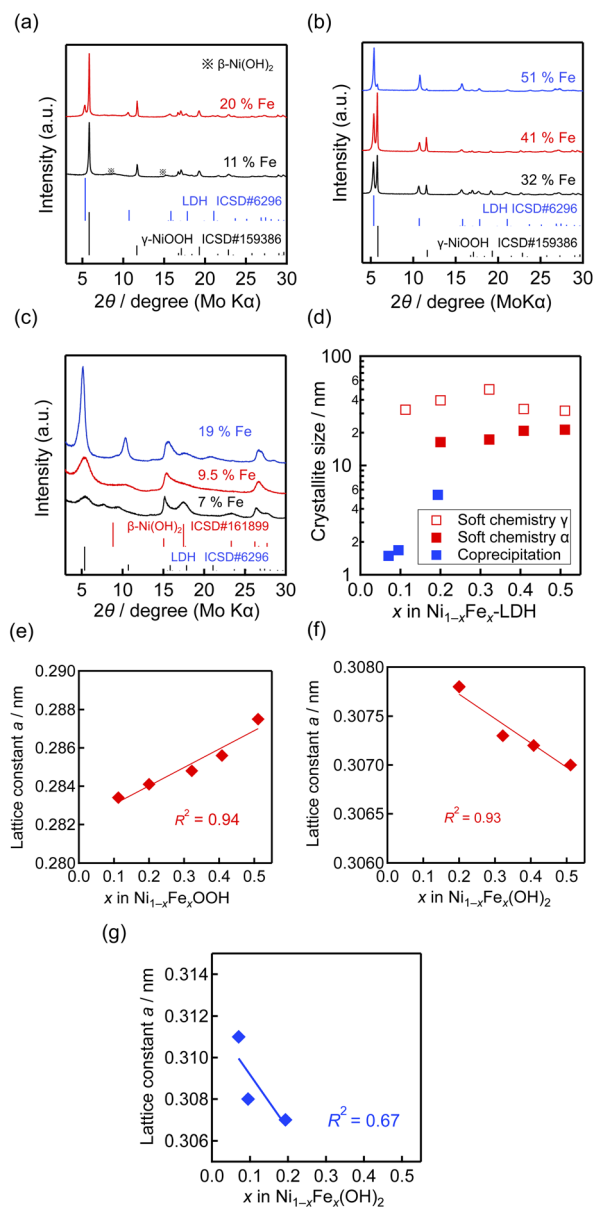 (a)
Intensity (a.u.)
※ β-Ni(OH)2
20 % Fe
11 % Fe
LDH ICSD#6296
γ-NiOOH ICSD#159386
5 10 15 20 25 30
2θ / degree (Mo Kα)
(b)
Intensity (a.u.)
51 % Fe
41 % Fe
32 % Fe
LDH ICSD#6296
γ-NiOOH ICSD#159386
5 10 15 20 25 30
2θ / degree (MoKα)
(c)
Intensity (a.u.)
19 % Fe
9.5 % Fe
7 % Fe
β-Ni(OH)2 ICSD#161899
LDH ICSD#6296
5 10 15 20 25 30
2θ / degree (Mo Kα)
(d)
Crystallite size / nm
100
8
6
4
2
10
8
6
4
2
1
Soft chemistry γ
Soft chemistry α
Coprecipitation
0.0 0.1 0.2 0.3 0.4 0.5
x in Ni1–xFex-LDH
(e)
Lattice constant a / nm
0.290
0.288
0.286
0.284
0.282
0.280
R2 = 0.94
0.0 0.1 0.2 0.3 0.4 0.5
x in Ni1–xFexOOH
(f)
Lattice constant a / nm
0.3080
0.3075
0.3070
0.3065
0.3060
R2 = 0.93
0.0 0.1 0.2 0.3 0.4 0.5
x in Ni1–xFex(OH)2
(g)
Lattice constant a / nm
0.314
0.312
0.310
0.308
0.306
R2 = 0.67
0.0 0.1 0.2 0.3 0.4 0.5
x in Ni1–xFex(OH)2